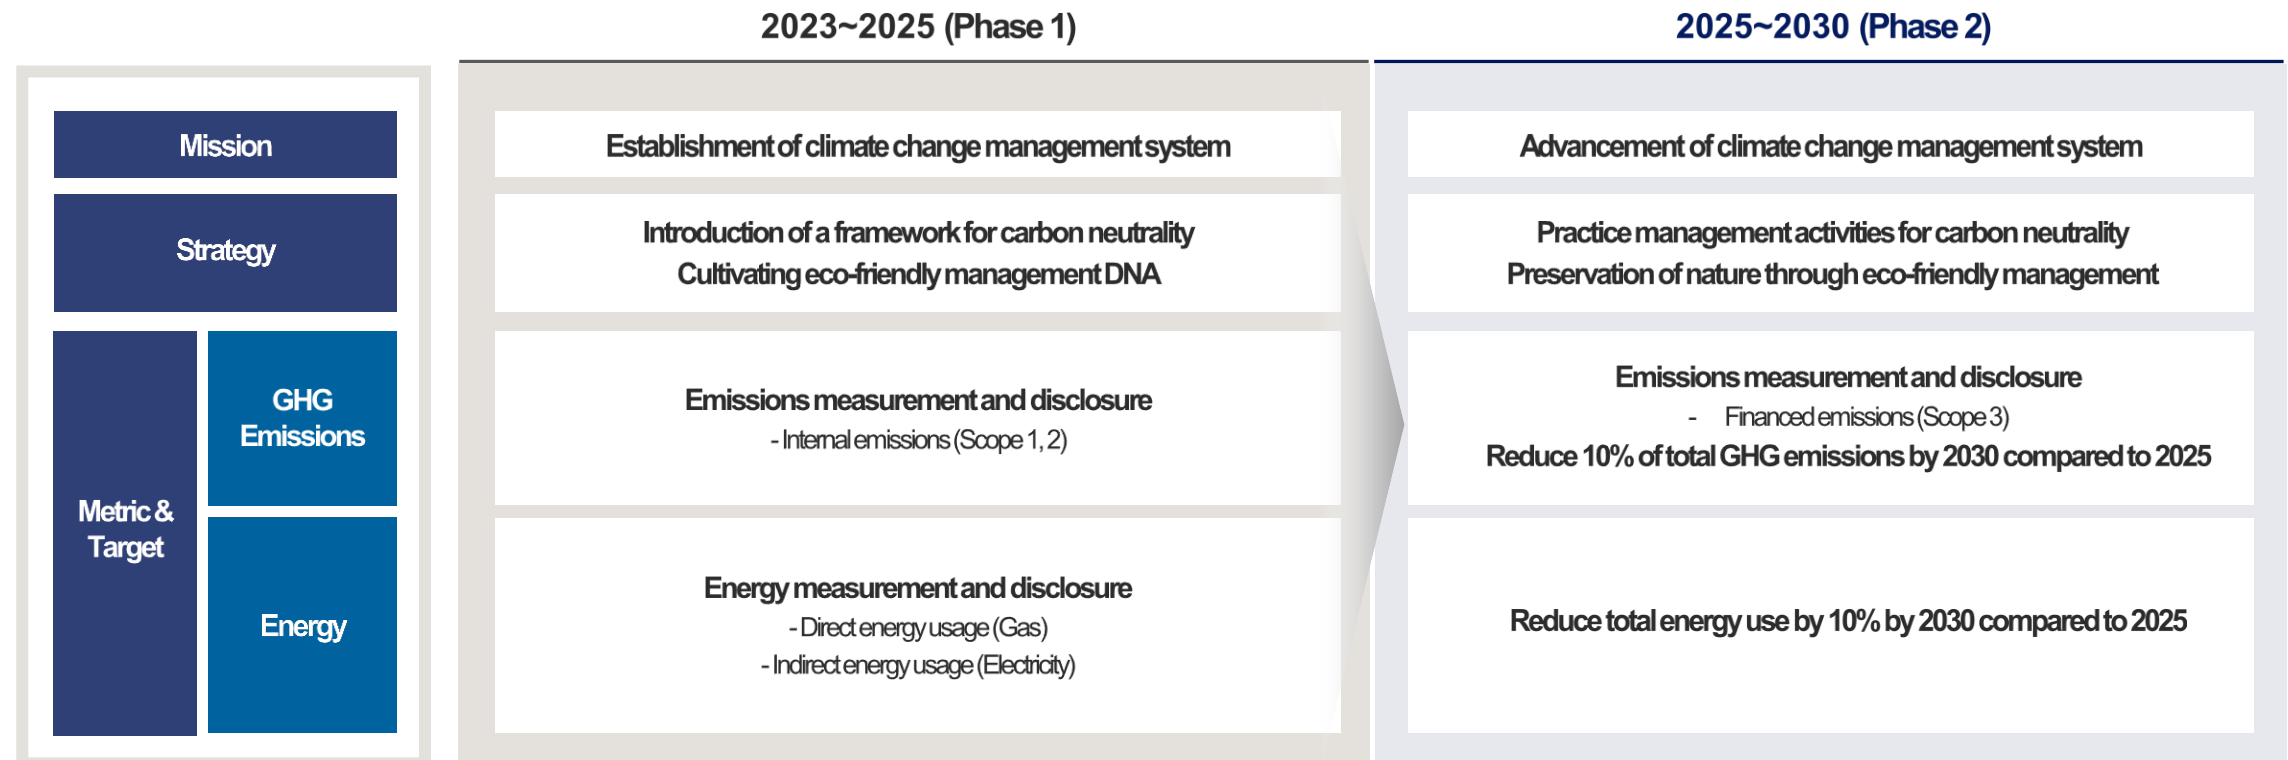 2023~2025 (Phase 1)
2025~2030 (Phase 2)
Mission
Establishment of climate change management system
Advancement of climate change management system
Strategy
Introduction of a framework for carbon neutrality
Cultivating eco-friendly management DNA
Practice management activities for carbon neutrality
Preservation of nature through eco-friendly management
Metric &
Target
GHG
Emissions
Emissions measurement and disclosure
- Internal emissions (Scope 1, 2)
Emissions measurement and disclosure
- Financed emissions (Scope 3)
Reduce 10% of total GHG emissions by 2030 compared to 2025
Energy
Energy measurement and disclosure
- Direct energy usage (Gas)
- Indirect energy usage (Electricity)
Reduce total energy use by 10% by 2030 compared to 2025